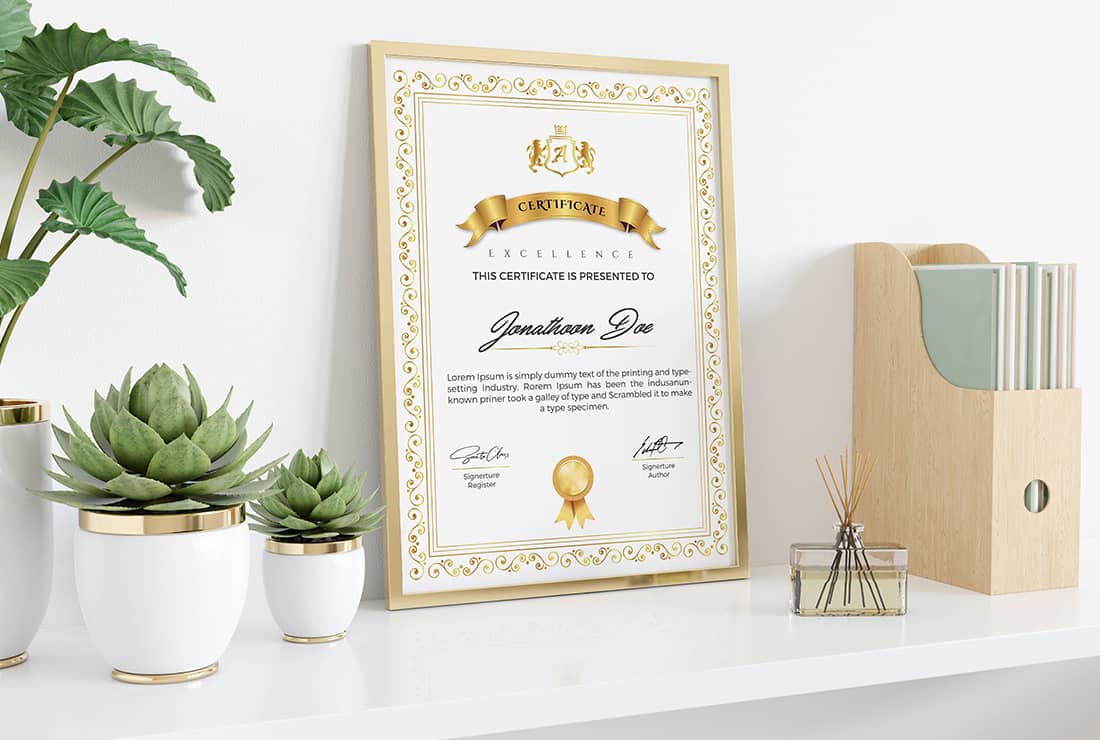 A
CERTIFICATE
EXCELLENCE
THIS CERTIFICATE IS PRESENTED TO
Jonathoon Doe
Lorem Ipsum is simply dummy text of the printing and type-
setting industry. Rorem Ipsum has been the indusanun-
known priner took a galley of type and Scrambled it to make
a type specimen.
Signerture
Register
Signerture
Author